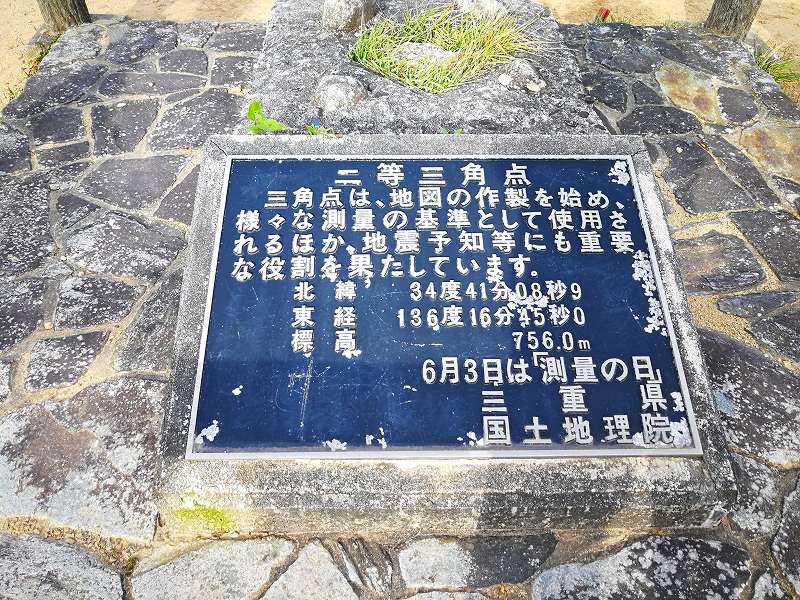 二等三角点
三角点は、地図の作製を始め、
様々な測量の基準として使用さ
れるほか、地震予知等にも重要
な役割を果たしています。
北緯 34度41分08秒9
東経 136度16分45秒0
標高 756.0m
6月3日は「測量の日」
三重県
国土地理院